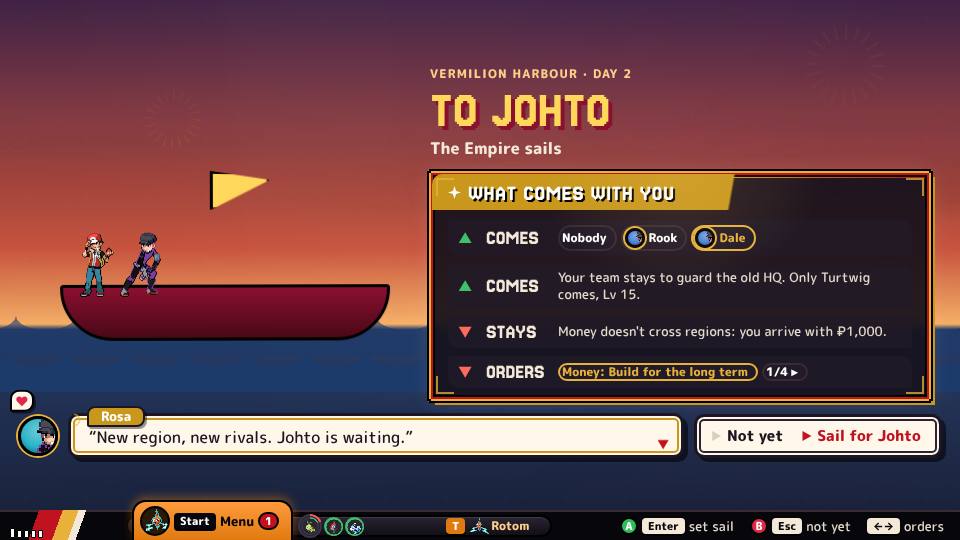 VERMILION HARBOUR · DAY 2
TO JOHTO
The Empire sails
WHAT COMES WITH YOU
COMES Nobody Rook Dale
COMES Your team stays to guard the old HQ. Only Turtwig
comes, Lv 15.
STAYS Money doesn't cross regions: you arrive with ₽1,000.
ORDERS Money: Build for the long term 1/4 ▸
Rosa
“New region, new rivals. Johto is waiting.”
Not yet Sail for Johto
Start Menu 1
T Rotom
A Enter set sail B Esc not yet ←→ orders